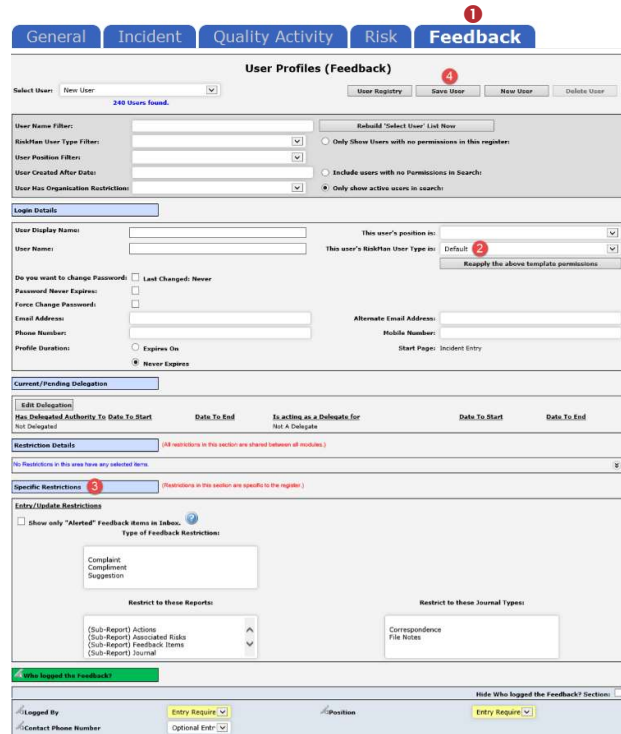 1
General Incident Quality Activity Risk Feedback
User Profiles (Feedback)
4
Select User: New User User Registry Save User New User Delete User
240 Users found.
User Name Filter: Rebuild 'Select User' List Now
RiskMan User Type Filter: Only Show Users with no permissions in this register:
User Position Filter:
User Created After Date: Include users with no Permissions in Search:
User Has Organisation Restriction: Only show active users in search:
Login Details
User Display Name: This user's position is:
User Name: This user's RiskMan User Type is: Default 2
Reapply the above template permissions
Do you want to change Password: Last Changed: Never
Password Never Expires:
Force Change Password:
Email Address: Alternate Email Address:
Phone Number: Mobile Number:
Profile Duration: Expires On Start Page: Incident Entry
Never Expires
Current/Pending Delegation
Edit Delegation
Has Delegated Authority To Date To Start Date To End Is acting as a Delegate for Date To Start Date To End
Not Delegated Not A Delegate
Restriction Details (All restrictions in this section are shared between all modules.)
No Restrictions in this area have any selected items.
Specific Restrictions 3 (Restrictions in this section are specific to the register.)
Entry/Update Restrictions
Show only "Alerted" Feedback items in Inbox. ?
Type of Feedback Restriction:
Complaint
Compliment
Suggestion
Restrict to these Reports: Restrict to these Journal Types:
(Sub-Report) Actions Correspondence
(Sub-Report) Associated Risks File Notes
(Sub-Report) Feedback Items
(Sub-Report) Journal
Who logged the Feedback?
Hide Who logged the Feedback? Section:
Logged By Entry Require Position Entry Require
Contact Phone Number Optional Entr